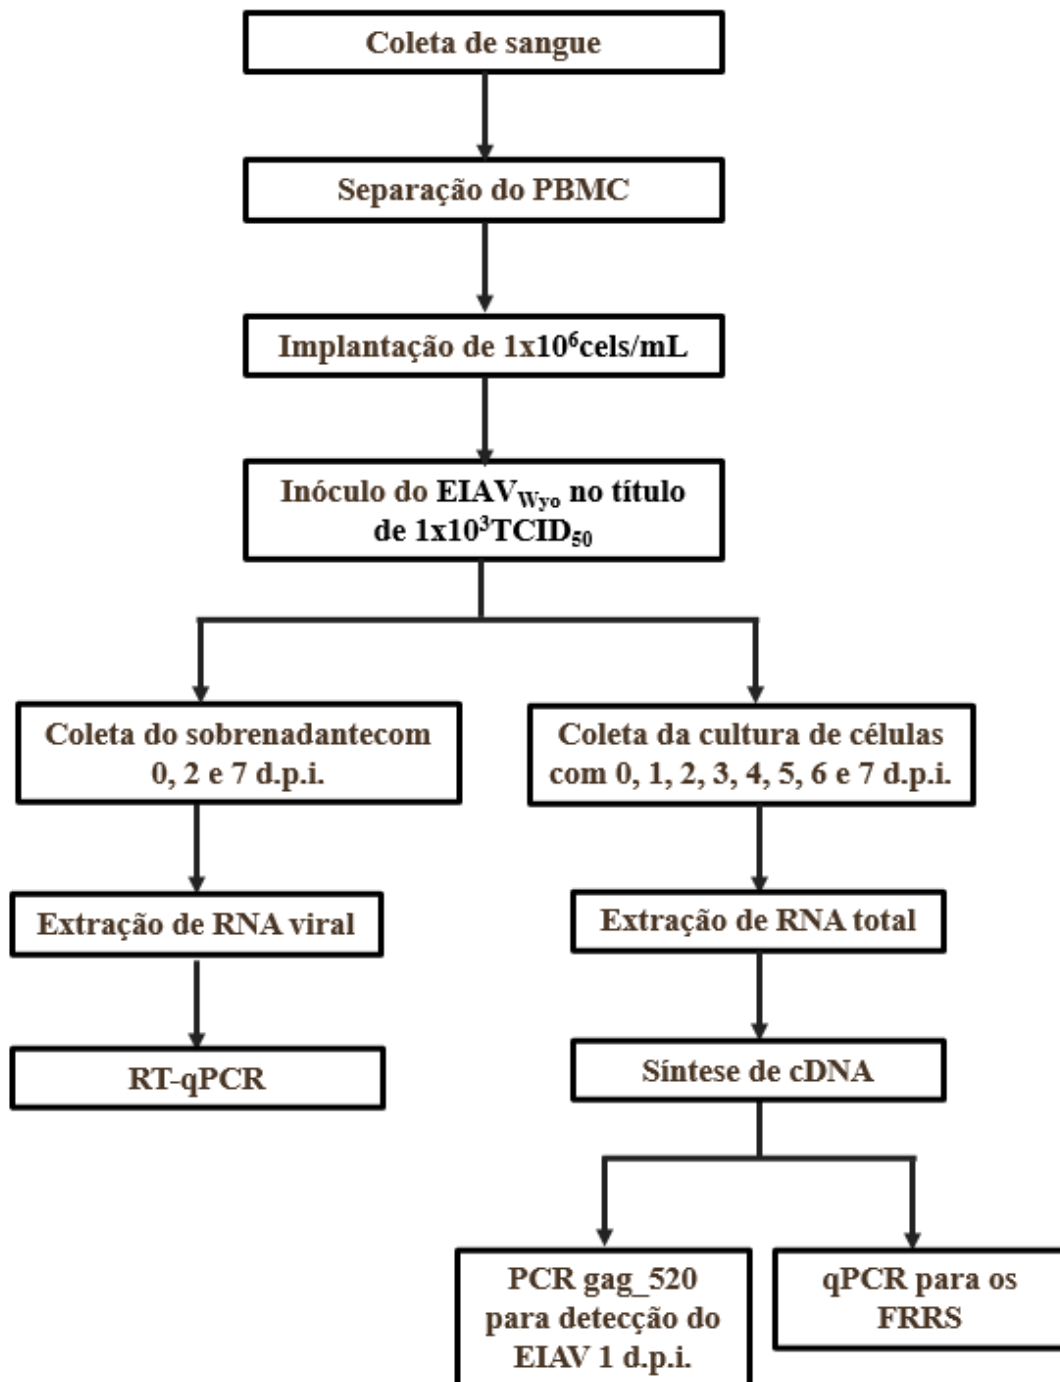 Coleta de sangue
Separação do PBMC
Implantação de 1x10⁶cels/mL
Inóculo do EIAV_Wyo no título
de 1x10³TCID₅₀
Coleta do sobrenadantecom
0, 2 e 7 d.p.i.
Coleta da cultura de células
com 0, 1, 2, 3, 4, 5, 6 e 7 d.p.i.
Extração de RNA viral
Extração de RNA total
RT-qPCR
Síntese de cDNA
PCR gag_520
para detecção do
EIAV 1 d.p.i.
qPCR para os
FRRS